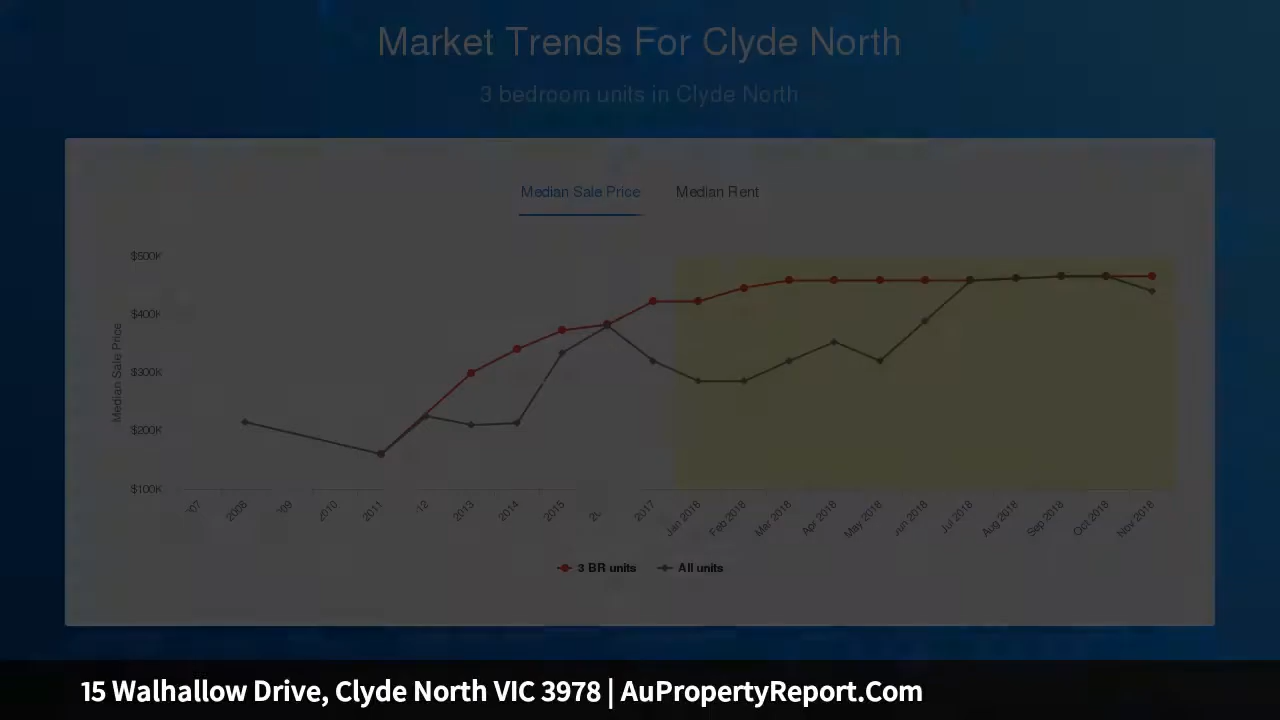 Market Trends For Clyde North
3 bedroom units in Clyde North
Median Sale Price Median Rent
$500K
$400K
$300K
$200K
$100K
Median Sale Price
2008
2010
2011
2013
2014
2015
2017
Jan 2018
Feb 2018
Mar 2018
Apr 2018
May 2018
Jun 2018
Jul 2018
Aug 2018
Sep 2018
Oct 2018
Nov 2018
3 BR units All units
15 Walhallow Drive, Clyde North VIC 3978 | AuPropertyReport.Com